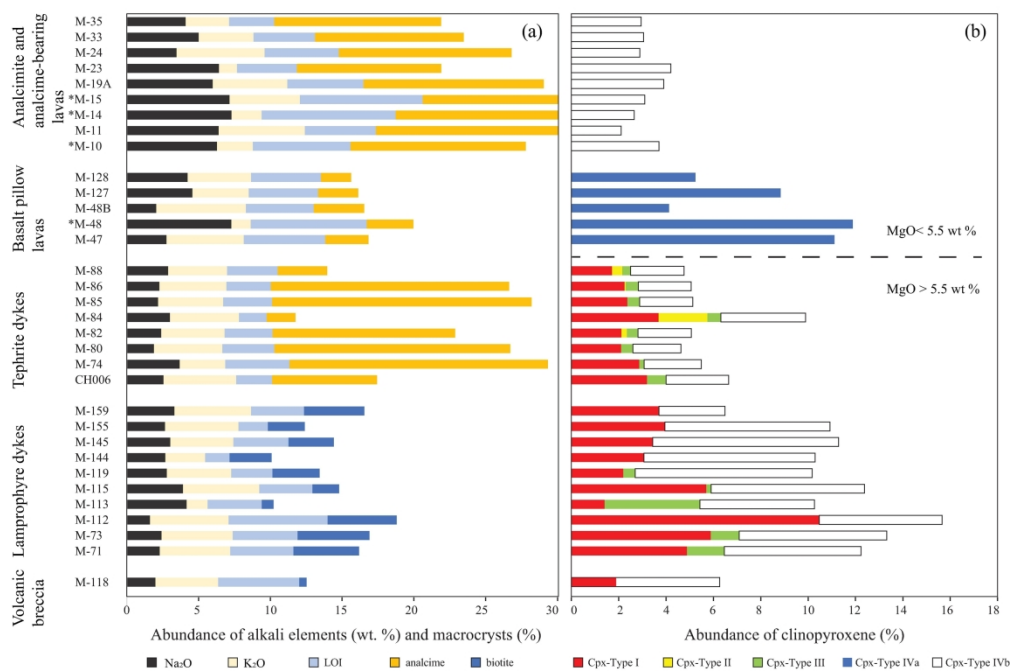 (a)
(b)
Analcimite and
analcime-bearing
lavas
M-35
M-33
M-24
M-23
M-19A
*M-15
*M-14
M-11
*M-10
Basalt pillow
lavas
M-128
M-127
M-48B
*M-48
M-47
MgO< 5.5 wt %
MgO > 5.5 wt %
Tephrite dykes
M-88
M-86
M-85
M-84
M-82
M-80
M-74
CH006
Lamprophyre dykes
M-159
M-155
M-145
M-144
M-119
M-115
M-113
M-112
M-73
M-71
Volcanic
breccia
M-118
0 5 10 15 20 25 30
0 2 4 6 8 10 12 14 16 18
Abundance of alkali elements (wt. %) and macrocrysts (%)
Abundance of clinopyroxene (%)
Na₂O K₂O LOI analcime biotite
Cpx-Type I Cpx-Type II Cpx-Type III Cpx-Type IVa Cpx-Type IVb